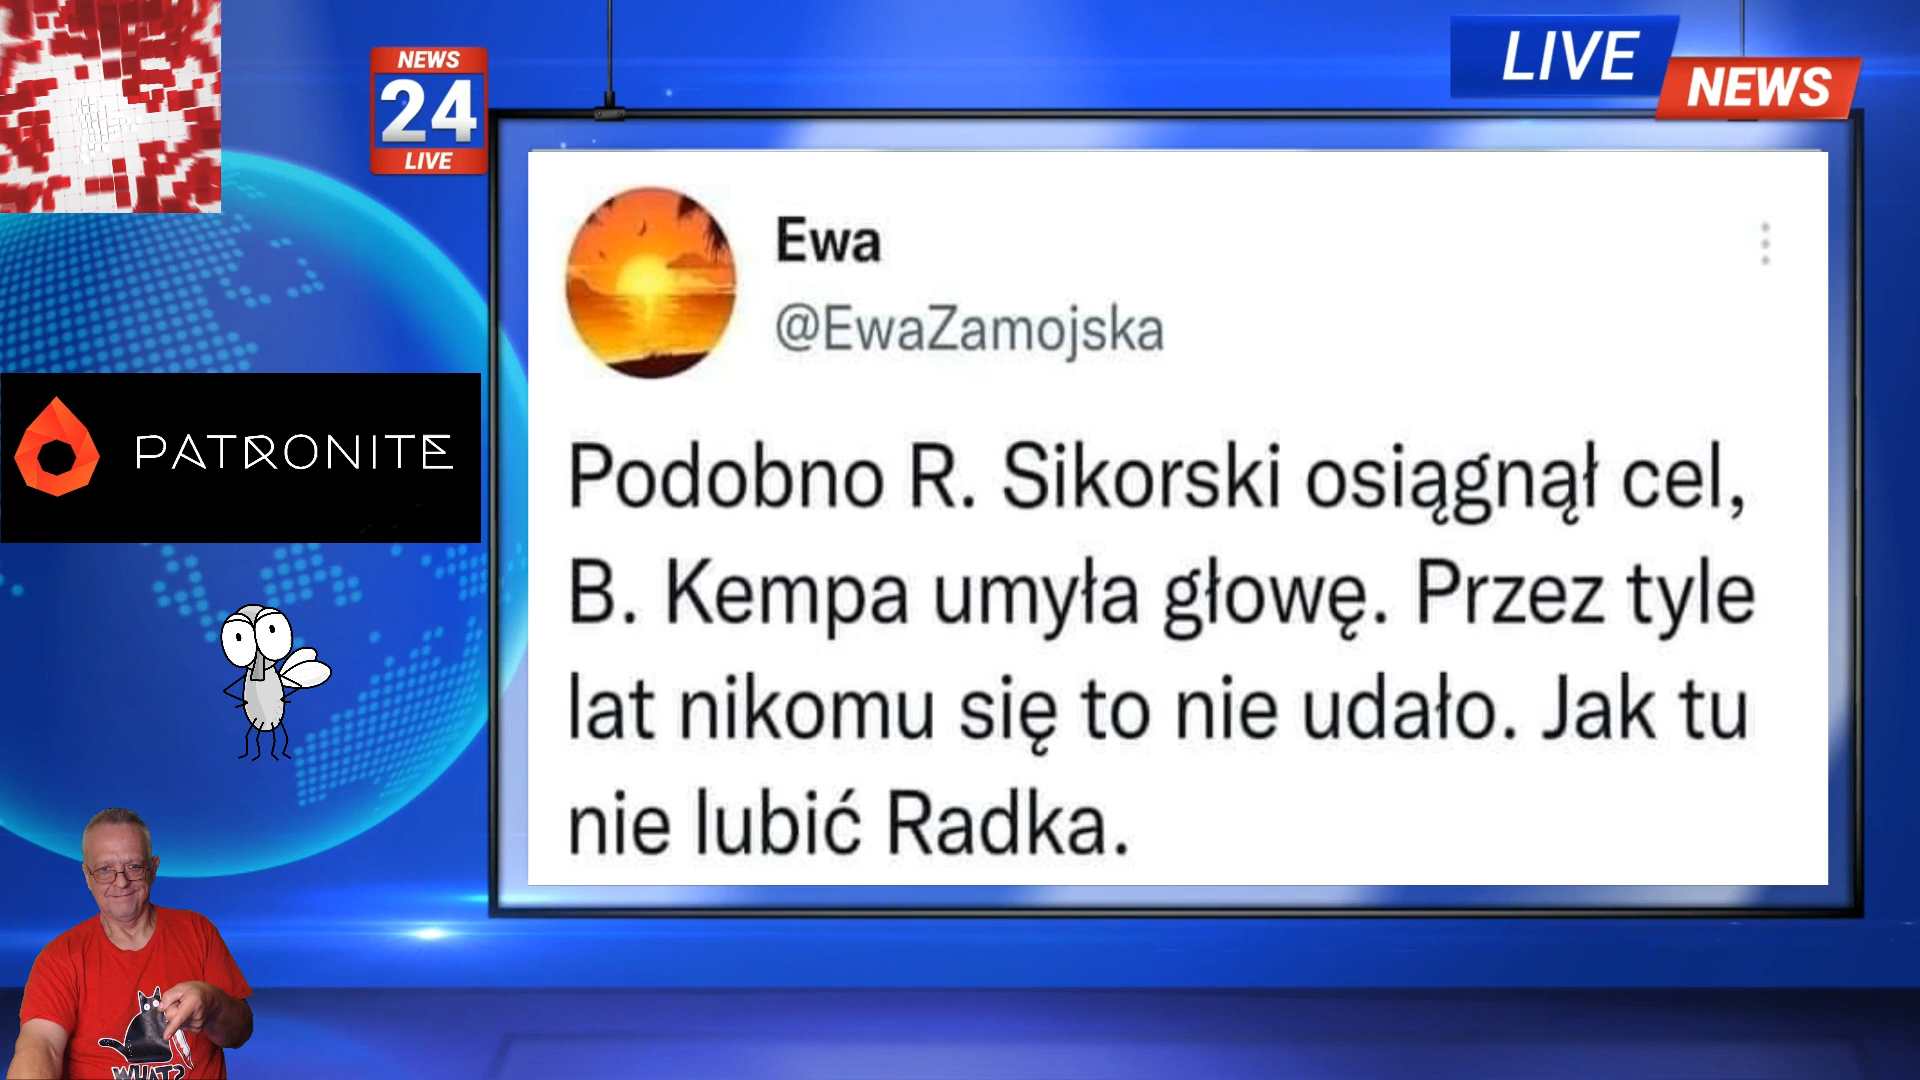 NEWS
24
LIVE
LIVE
NEWS
Ewa
@EwaZamojska
Podobno R. Sikorski osiągnął cel,
B. Kempa umyła głowę. Przez tyle
lat nikomu się to nie udało. Jak tu
nie lubić Radka.
PATRONITE
WHAT?